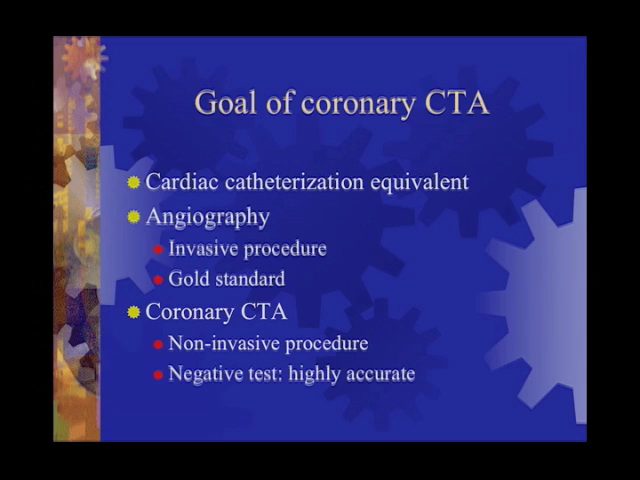 Goal of coronary CTA
Cardiac catheterization equivalent
Angiography
Invasive procedure
Gold standard
Coronary CTA
Non-invasive procedure
Negative test: highly accurate